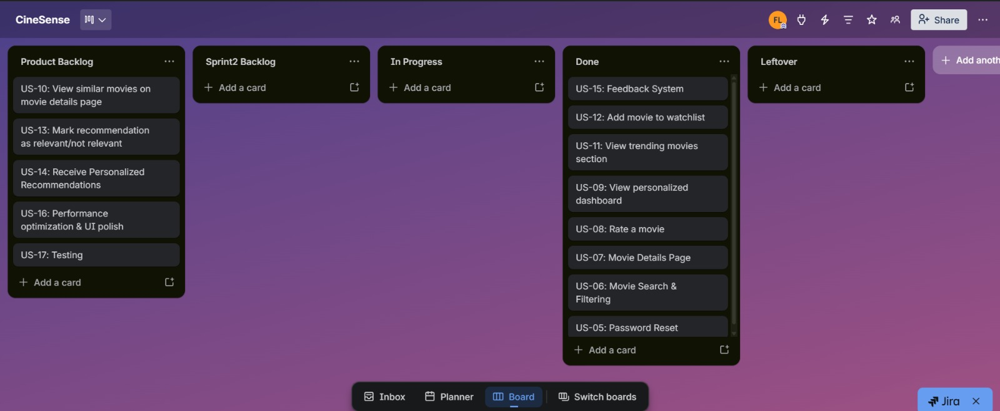 CineSense
FL
Share
Product Backlog
US-10: View similar movies on
movie details page
US-13: Mark recommendation
as relevant/not relevant
US-14: Receive Personalized
Recommendations
US-16: Performance
optimization & UI polish
US-17: Testing
Add a card
Sprint2 Backlog
Add a card
In Progress
Add a card
Done
US-15: Feedback System
US-12: Add movie to watchlist
US-11: View trending movies
section
US-09: View personalized
dashboard
US-08: Rate a movie
US-07: Movie Details Page
US-06: Movie Search &
Filtering
US-05: Password Reset
Add a card
Leftover
Add a card
Add anoth
Inbox
Planner
Board
Switch boards
Jira